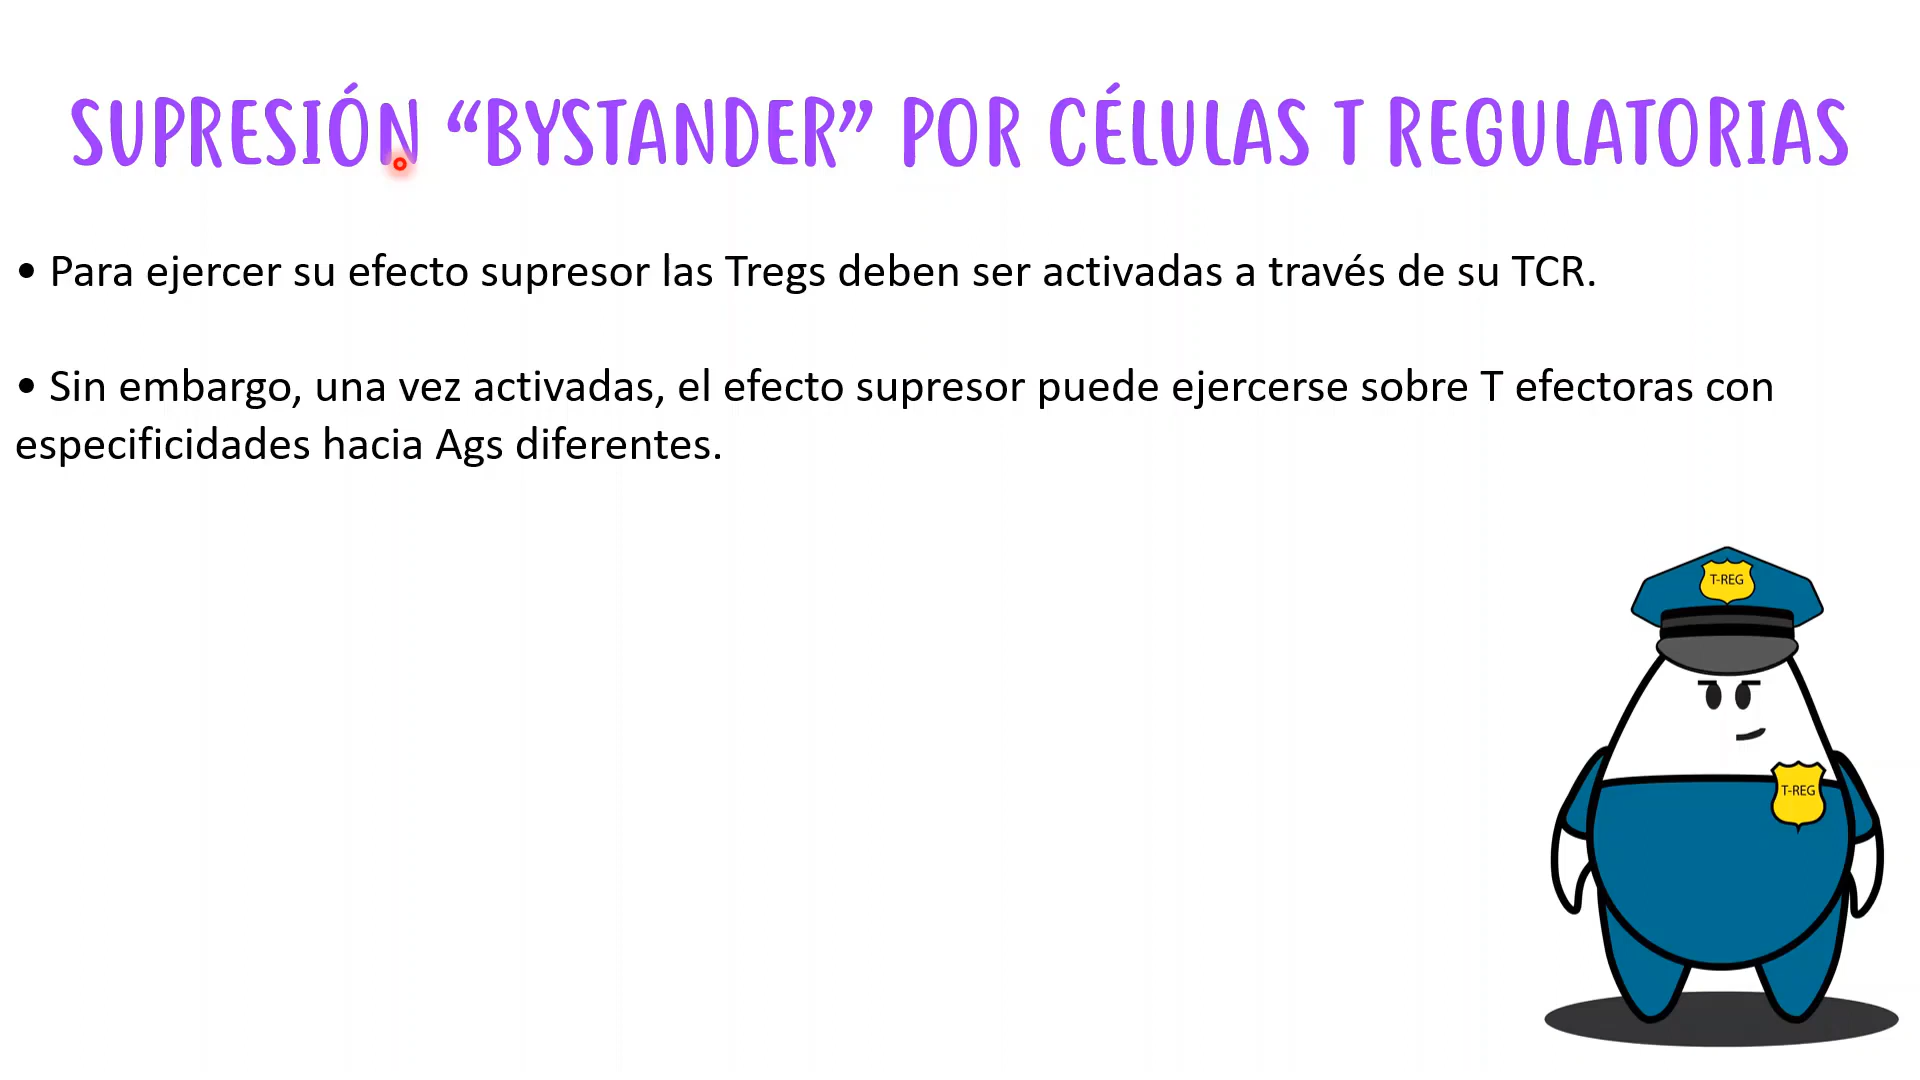 SUPRESIÓN “BYSTANDER” POR CÉLULAS T REGULATORIAS
• Para ejercer su efecto supresor las Tregs deben ser activadas a través de su TCR.
• Sin embargo, una vez activadas, el efecto supresor puede ejercerse sobre T efectoras con
especificidades hacia Ags diferentes.
T-REG
T-REG